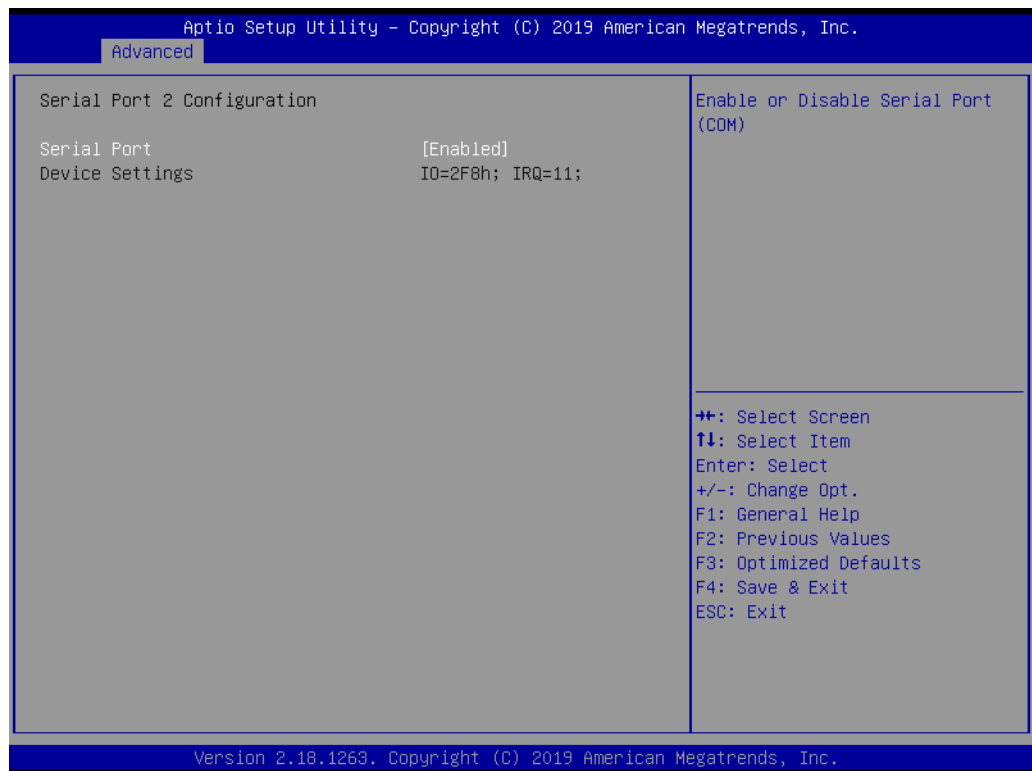 Aptio Setup Utility – Copyright (C) 2019 American Megatrends, Inc.
Advanced
Serial Port 2 Configuration
Serial Port [Enabled]
Device Settings IO=2F8h; IRQ=11;
Enable or Disable Serial Port
(COM)
→←: Select Screen
↑↓: Select Item
Enter: Select
+/-: Change Opt.
F1: General Help
F2: Previous Values
F3: Optimized Defaults
F4: Save & Exit
ESC: Exit
Version 2.18.1263. Copyright (C) 2019 American Megatrends, Inc.